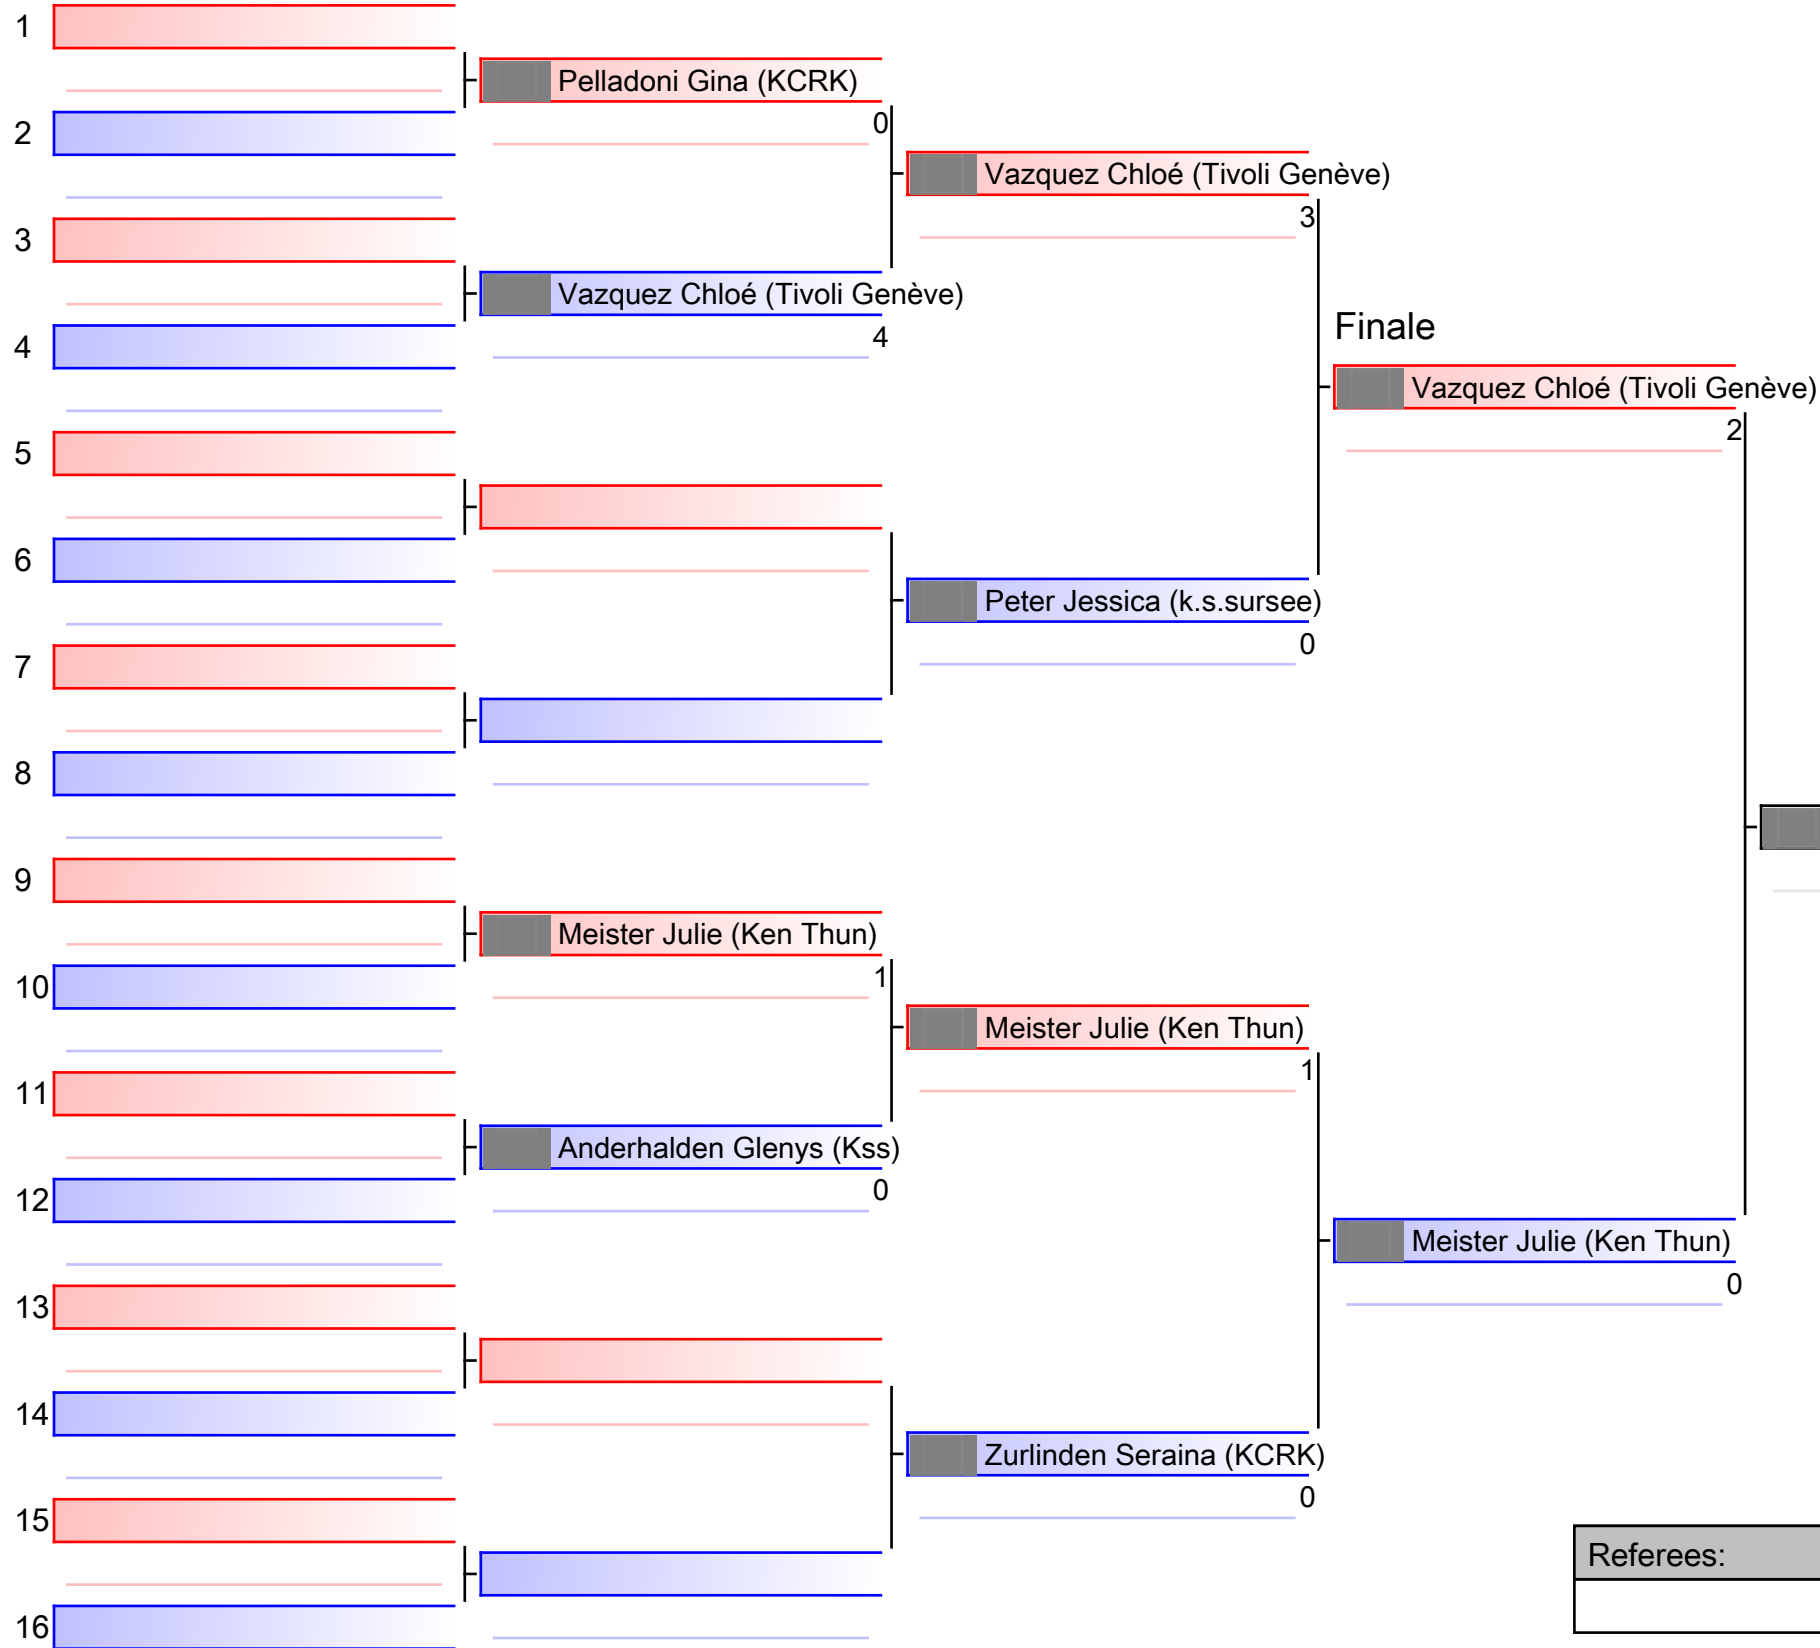 1
Pelladoni Gina (KCRK)
0
2
Vazquez Chloé (Tivoli Genève)
3
3
Vazquez Chloé (Tivoli Genève)
4
4
Finale
Vazquez Chloé (Tivoli Genève)
2
5
6
Peter Jessica (k.s.sursee)
0
7
8
9
Meister Julie (Ken Thun)
1
10
Meister Julie (Ken Thun)
1
11
Anderhalden Glenys (Kss)
0
12
Meister Julie (Ken Thun)
0
13
14
Zurlinden Seraina (KCRK)
0
15
Referees:
16